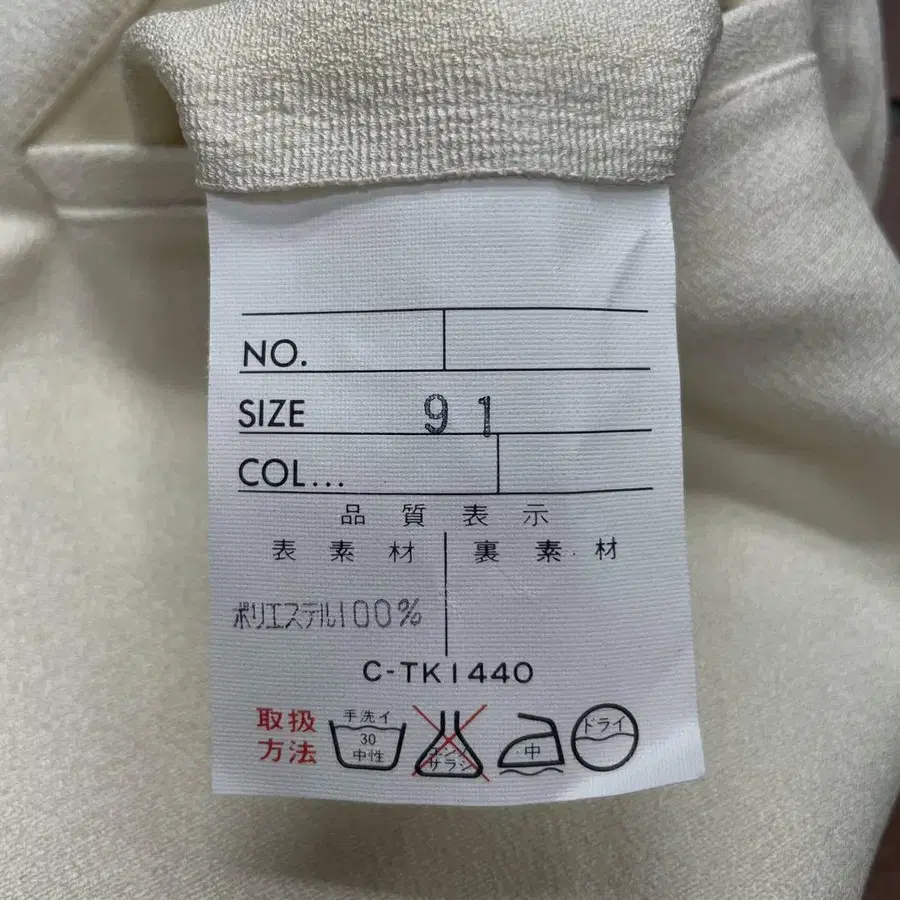 NO.
SIZE 91
COL...
品質表示
表素材 裏素材
ポリエステル100%
C-TK1440
取扱方法
手洗イ
30
中性
エンソ
サラシ
中
ドライ